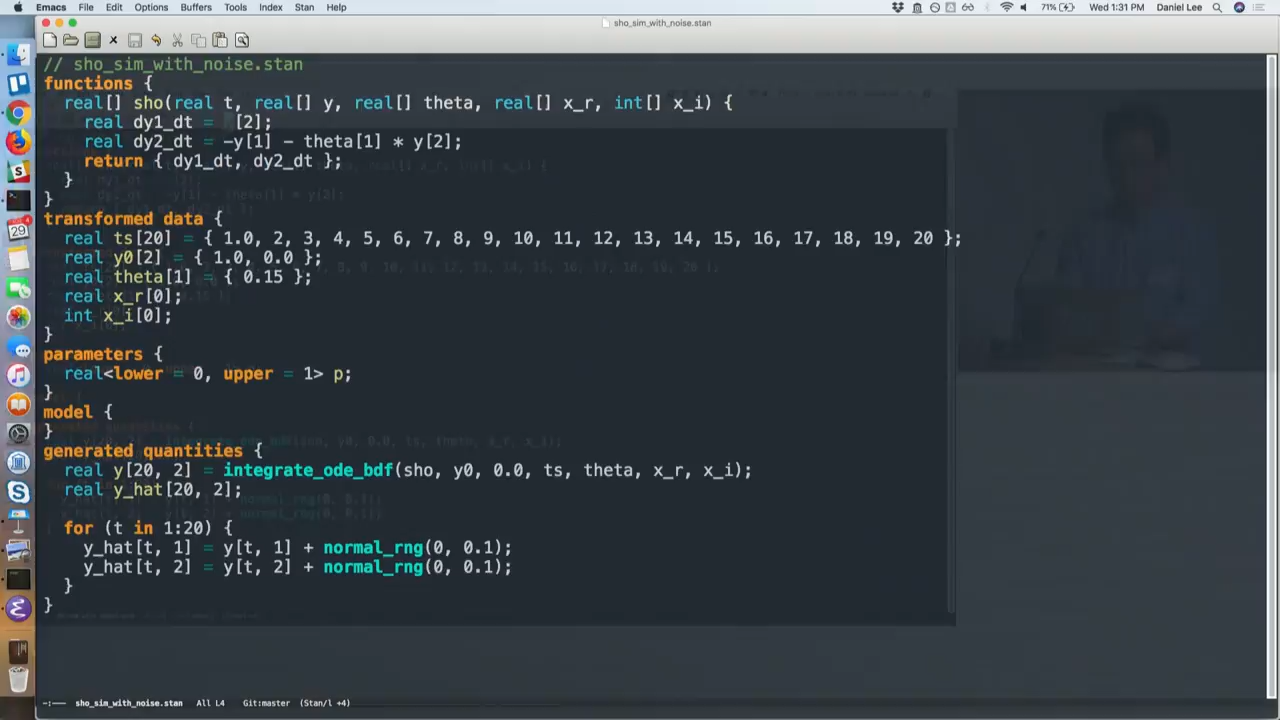 Emacs File Edit Options Buffers Tools Index Stan Help 71% Wed 1:31 PM Daniel Lee
sho_sim_with_noise.stan
// sho_sim_with_noise.stan
functions {
real[] sho(real t, real[] y, real[] theta, real[] x_r, int[] x_i) {
real dy1_dt = [2];
real dy2_dt = -y[1] - theta[1] * y[2];
return { dy1_dt, dy2_dt };
}
}
transformed data {
real ts[20] = { 1.0, 2, 3, 4, 5, 6, 7, 8, 9, 10, 11, 12, 13, 14, 15, 16, 17, 18, 19, 20 };
real y0[2] = { 1.0, 0.0 };
real theta[1] = { 0.15 };
real x_r[0];
int x_i[0];
}
parameters {
real<lower = 0, upper = 1> p;
}
model {
}
generated quantities {
real y[20, 2] = integrate_ode_bdf(sho, y0, 0.0, ts, theta, x_r, x_i);
real y_hat[20, 2];
for (t in 1:20) {
y_hat[t, 1] = y[t, 1] + normal_rng(0, 0.1);
y_hat[t, 2] = y[t, 2] + normal_rng(0, 0.1);
}
}
-:--- sho_sim_with_noise.stan All L4 Git:master (Stan/l +4)